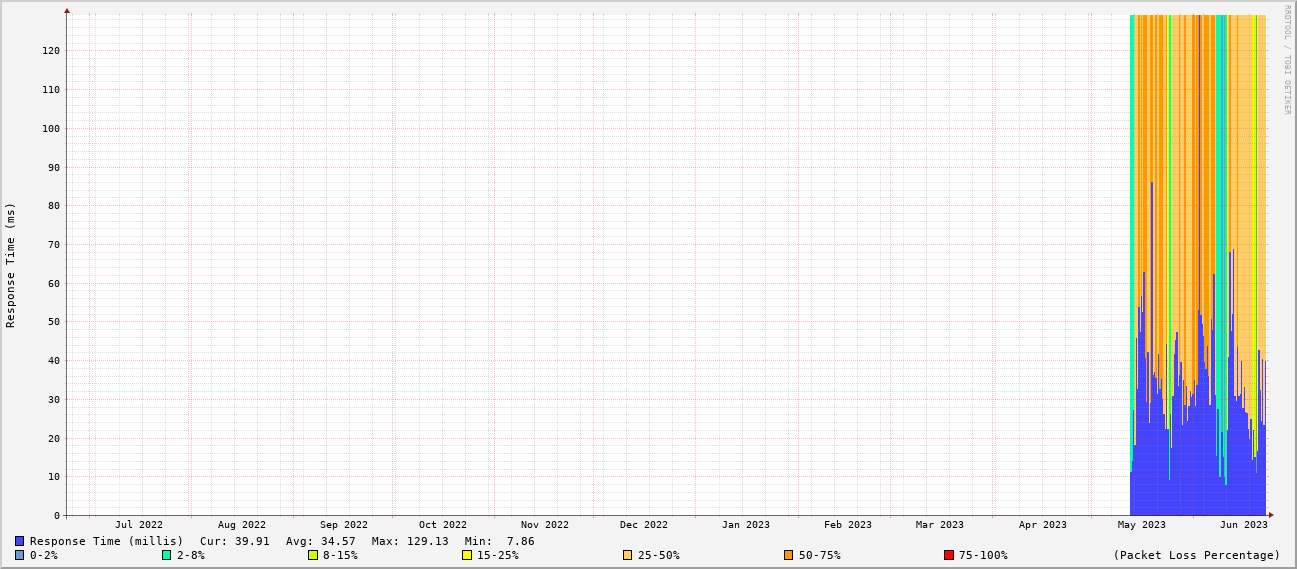 RRDTOOL / TOBI OETIKER
Response Time (ms)
120
110
100
90
80
70
60
50
40
30
20
10
0
Jul 2022 Aug 2022 Sep 2022 Oct 2022 Nov 2022 Dec 2022 Jan 2023 Feb 2023 Mar 2023 Apr 2023 May 2023 Jun 2023
Response Time (millis) Cur: 39.91 Avg: 34.57 Max: 129.13 Min: 7.86
0-2% 2-8% 8-15% 15-25% 25-50% 50-75% 75-100% (Packet Loss Percentage)